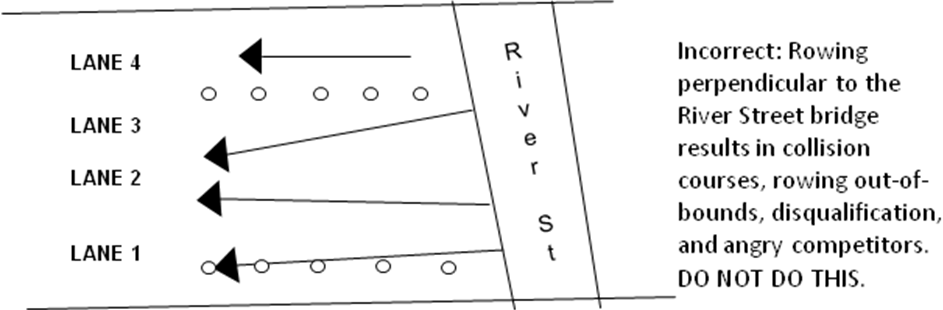 LANE 4
LANE 3
LANE 2
LANE 1
River St
Incorrect: Rowing
perpendicular to the
River Street bridge
results in collision
courses, rowing out-of-
bounds, disqualification,
and angry competitors.
DO NOT DO THIS.